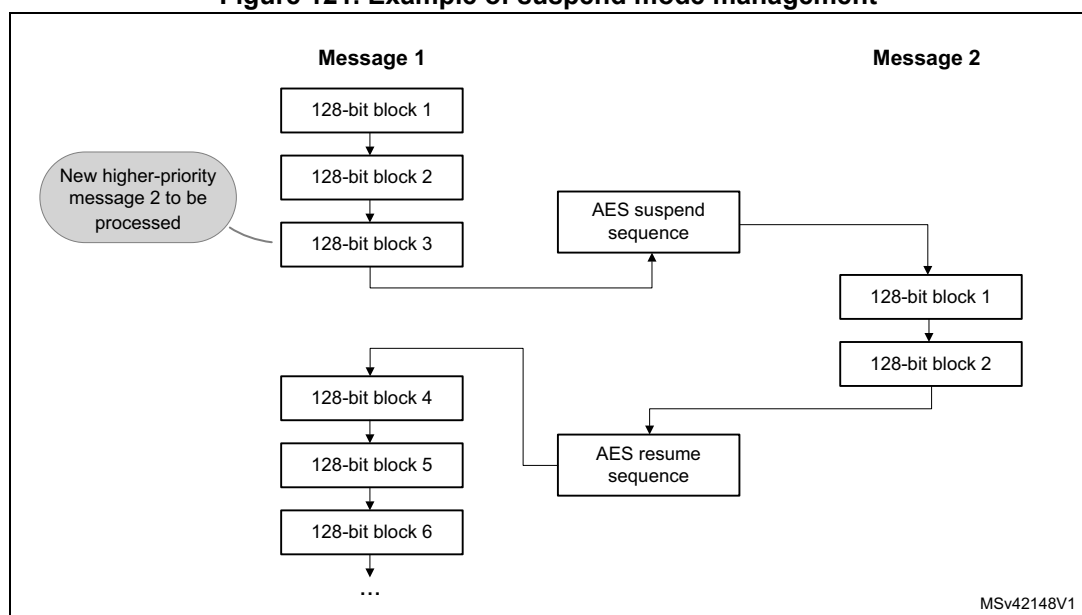 Figure 121. Example of suspend mode management
Message 1
Message 2
128-bit block 1
128-bit block 2
128-bit block 3
New higher-priority
message 2 to be
processed
AES suspend
sequence
128-bit block 1
128-bit block 2
AES resume
sequence
128-bit block 4
128-bit block 5
128-bit block 6
...
MSv42148V1